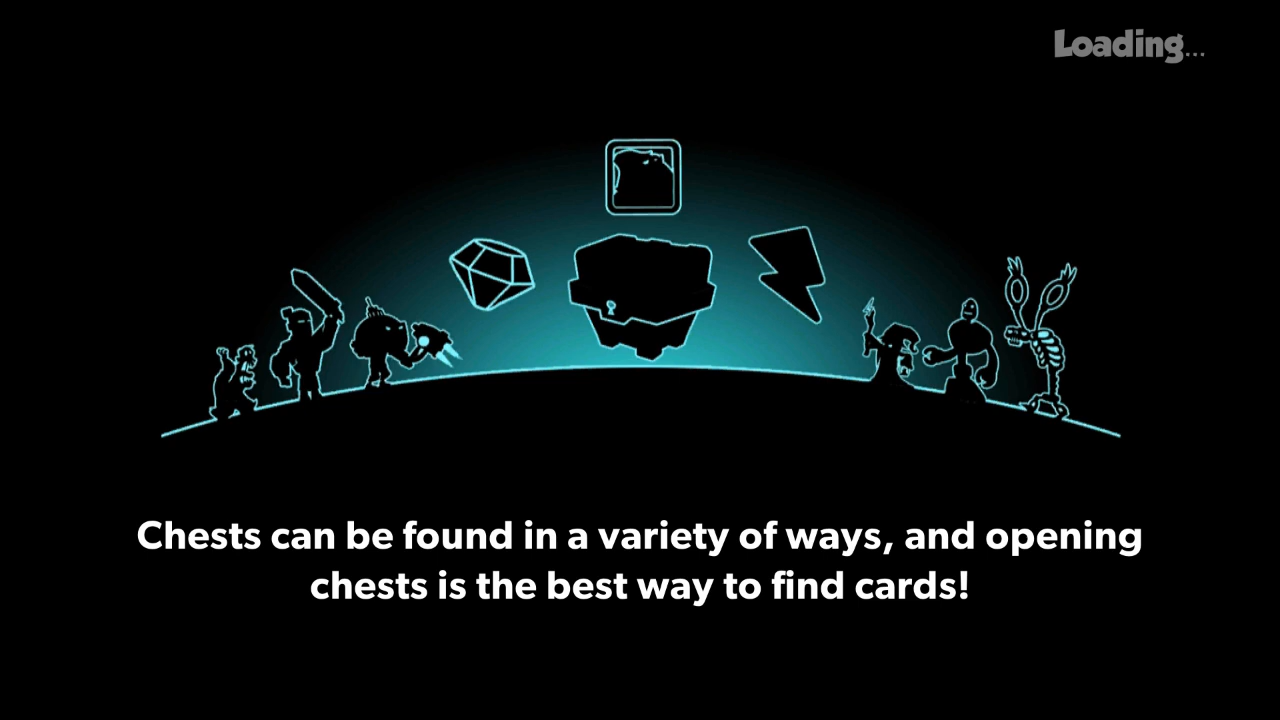 Loading...
Chests can be found in a variety of ways, and opening
chests is the best way to find cards!